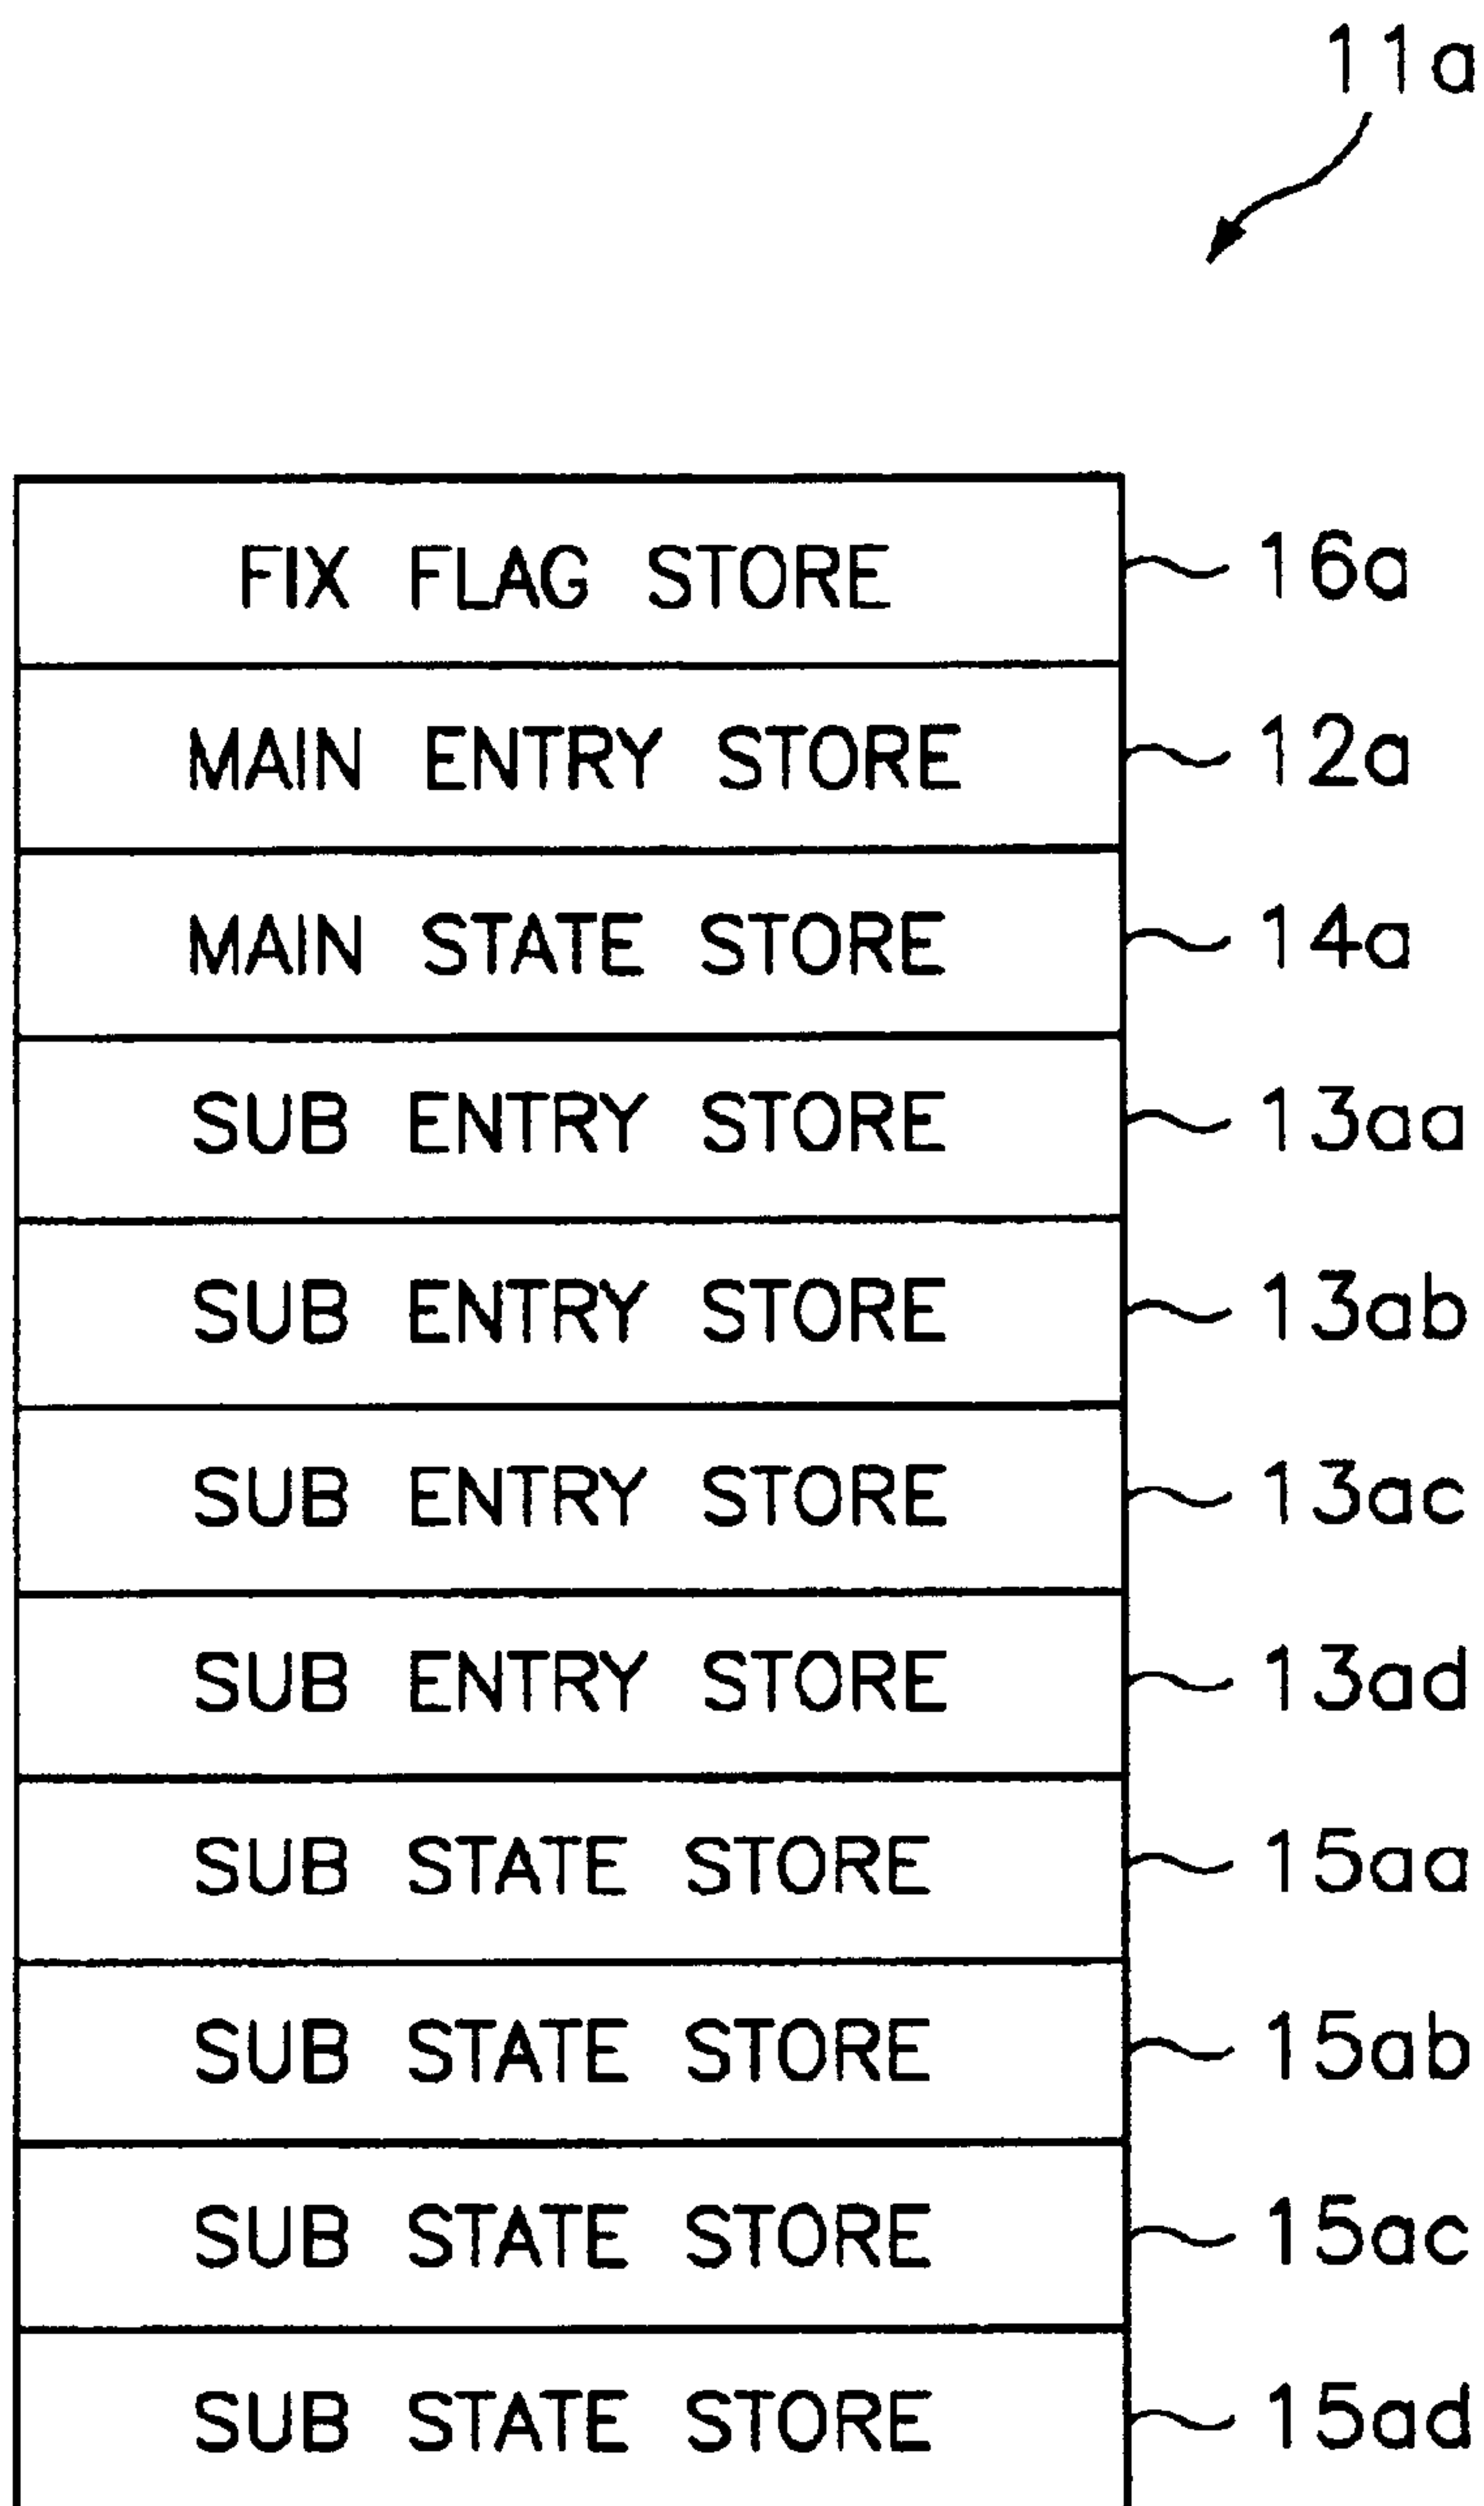 11a
FIX FLAG STORE 16a
MAIN ENTRY STORE 12a
MAIN STATE STORE 14a
SUB ENTRY STORE 13aa
SUB ENTRY STORE 13ab
SUB ENTRY STORE 13ac
SUB ENTRY STORE 13ad
SUB STATE STORE 15aa
SUB STATE STORE 15ab
SUB STATE STORE 15ac
SUB STATE STORE 15ad